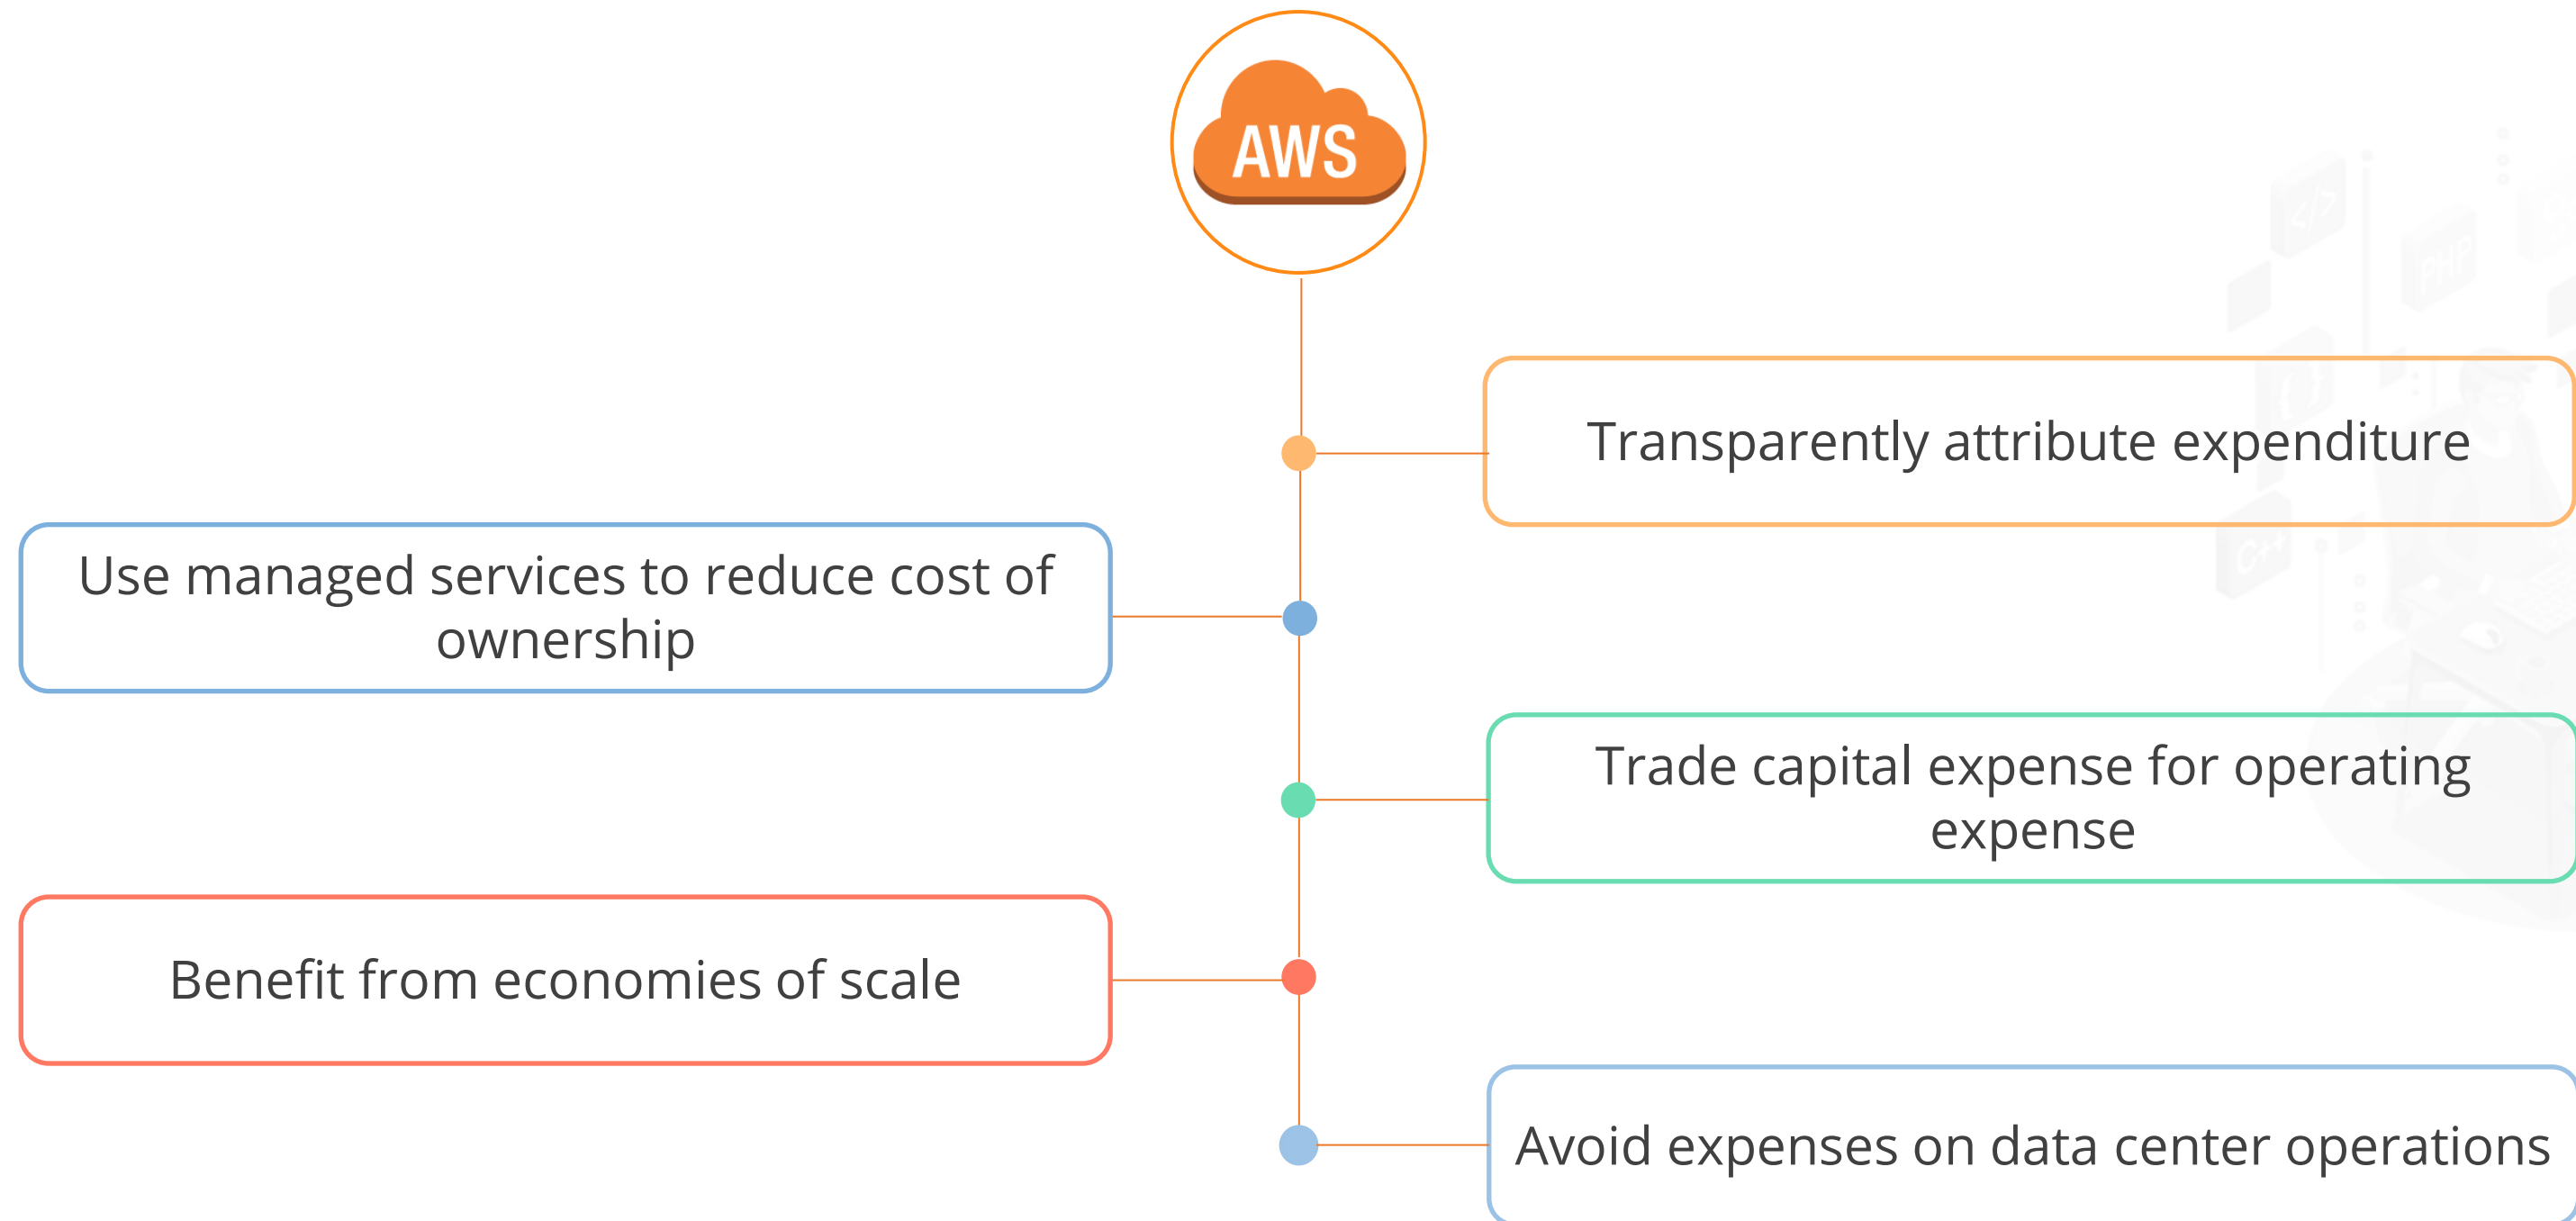 AWS
Transparently attribute expenditure
Use managed services to reduce cost of
ownership
Trade capital expense for operating
expense
Benefit from economies of scale
Avoid expenses on data center operations
</>
PHP
{ }
C++